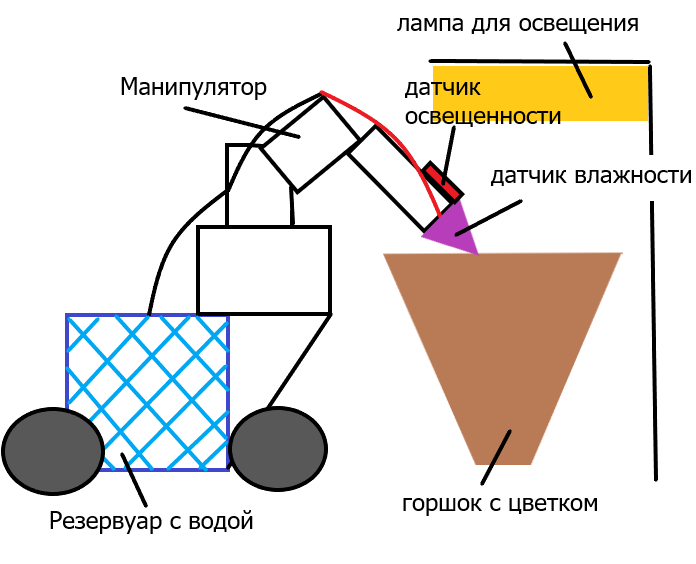 лампа для освещения
Манипулятор
датчик
освещенности
датчик влажности
горшок с цветком
Резервуар с водой